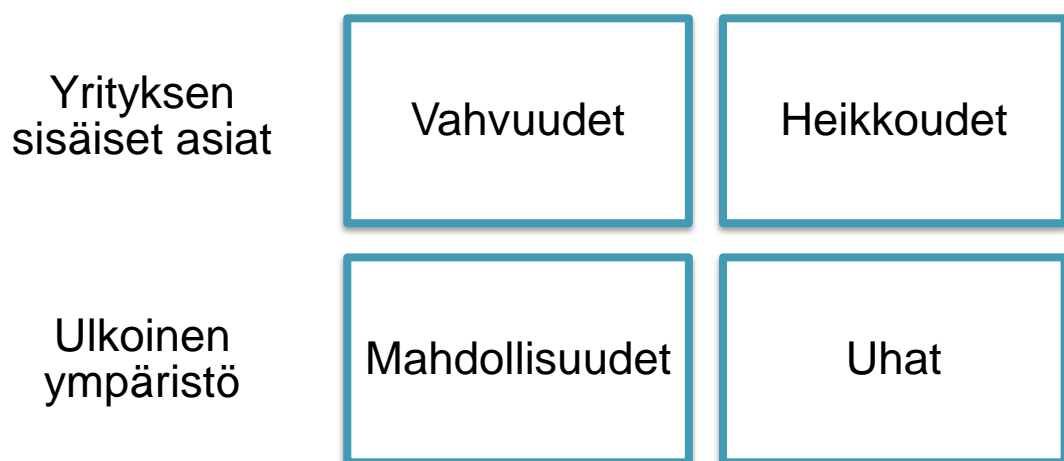 Yrityksen
sisäiset asiat
Vahvuudet
Heikkoudet
Ulkoinen
ympäristö
Mahdollisuudet
Uhat